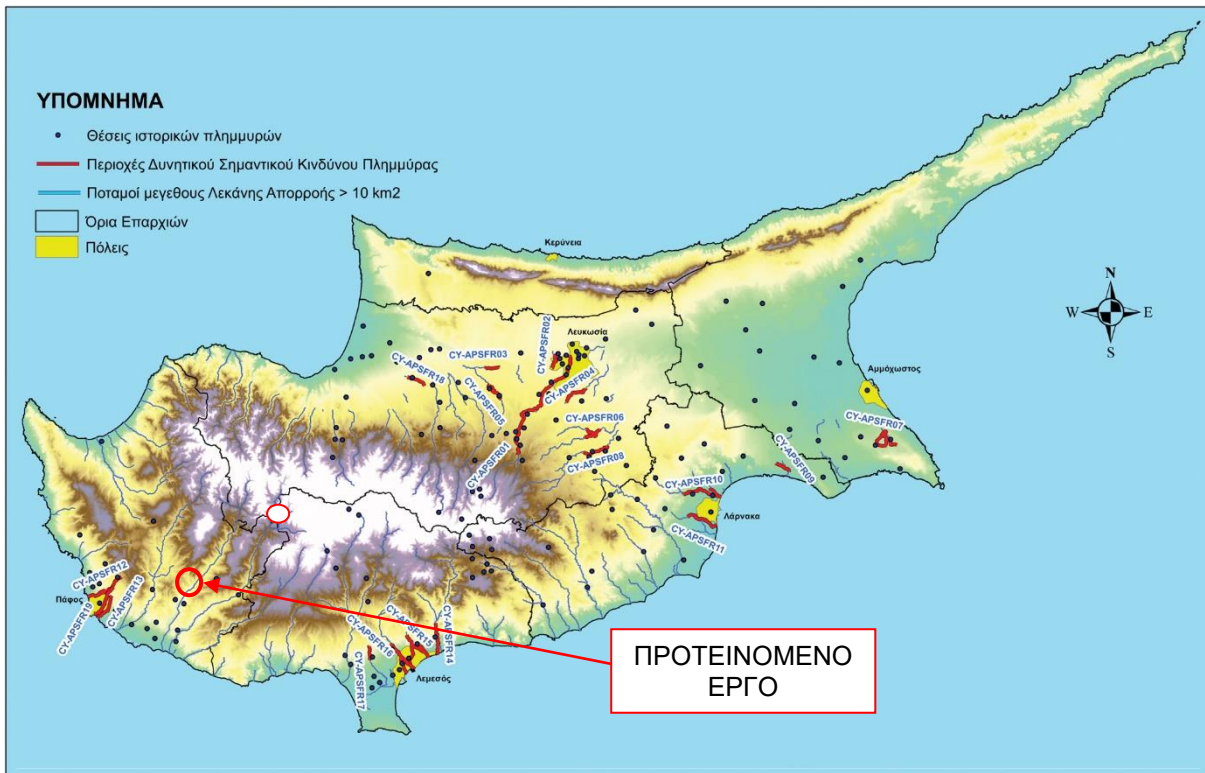 ΥΠΟΜΝΗΜΑ
Θέσεις ιστορικών πλημμυρών
Περιοχές Δυνητικού Σημαντικού Κινδύνου Πλημμύρας
Ποταμοί μεγεθους Λεκάνης Απορροής > 10 km2
Όρια Επαρχιών
Πόλεις
Κερύνεια
N
W
E
S
Λευκωσία
CY-APSFR02
CY-APSFR03
CY-APSFR18
CY-APSFR05
CY-APSFR04
Αμμόχωστος
CY-APSFR06
CY-APSFR07
CY-APSFR01
CY-APSFR08
CY-APSFR09
CY-APSFR10
Λάρνακα
CY-APSFR11
CY-APSFR12
Πάφος
CY-APSFR13
CY-APSFR19
CY-APSFR15
CY-APSFR14
CY-APSFR16
CY-APSFR17
Λεμεσός
ΠΡΟΤΕΙΝΟΜΕΝΟ
ΕΡΓΟ